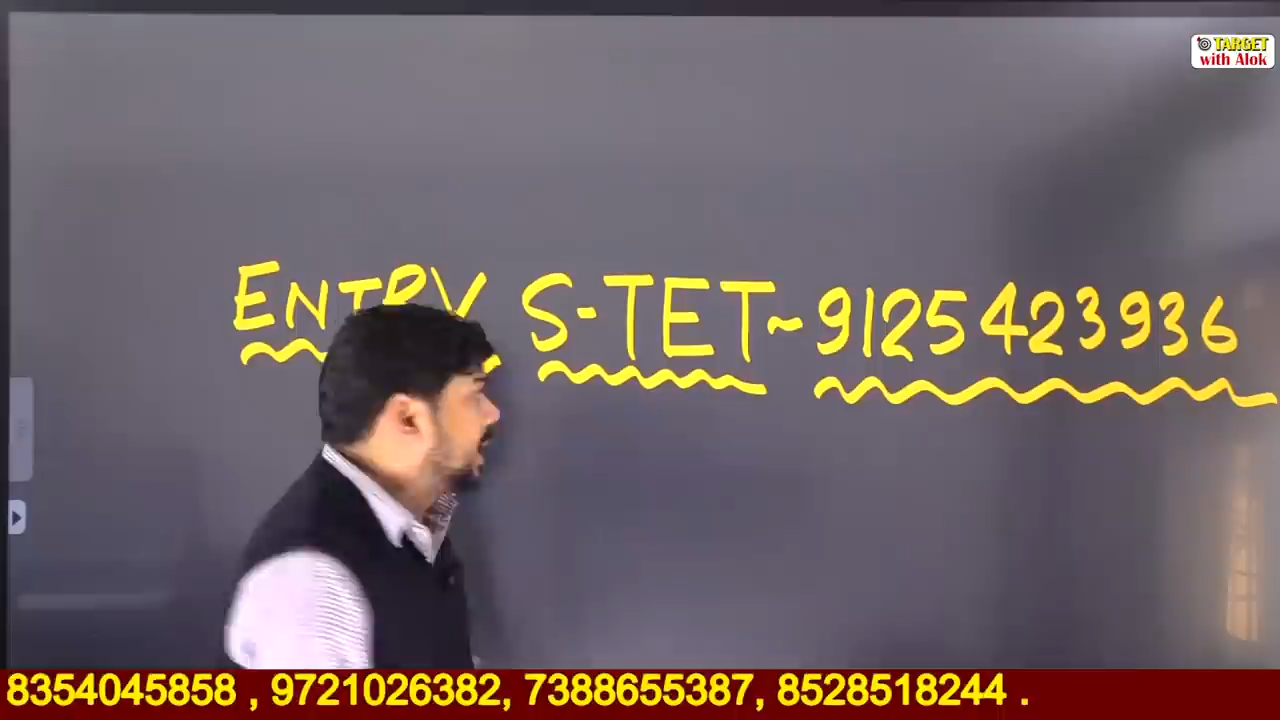 TARGET
with Alok
ENTRY S-TET~9125423936
8354045858 , 9721026382, 7388655387, 8528518244 .